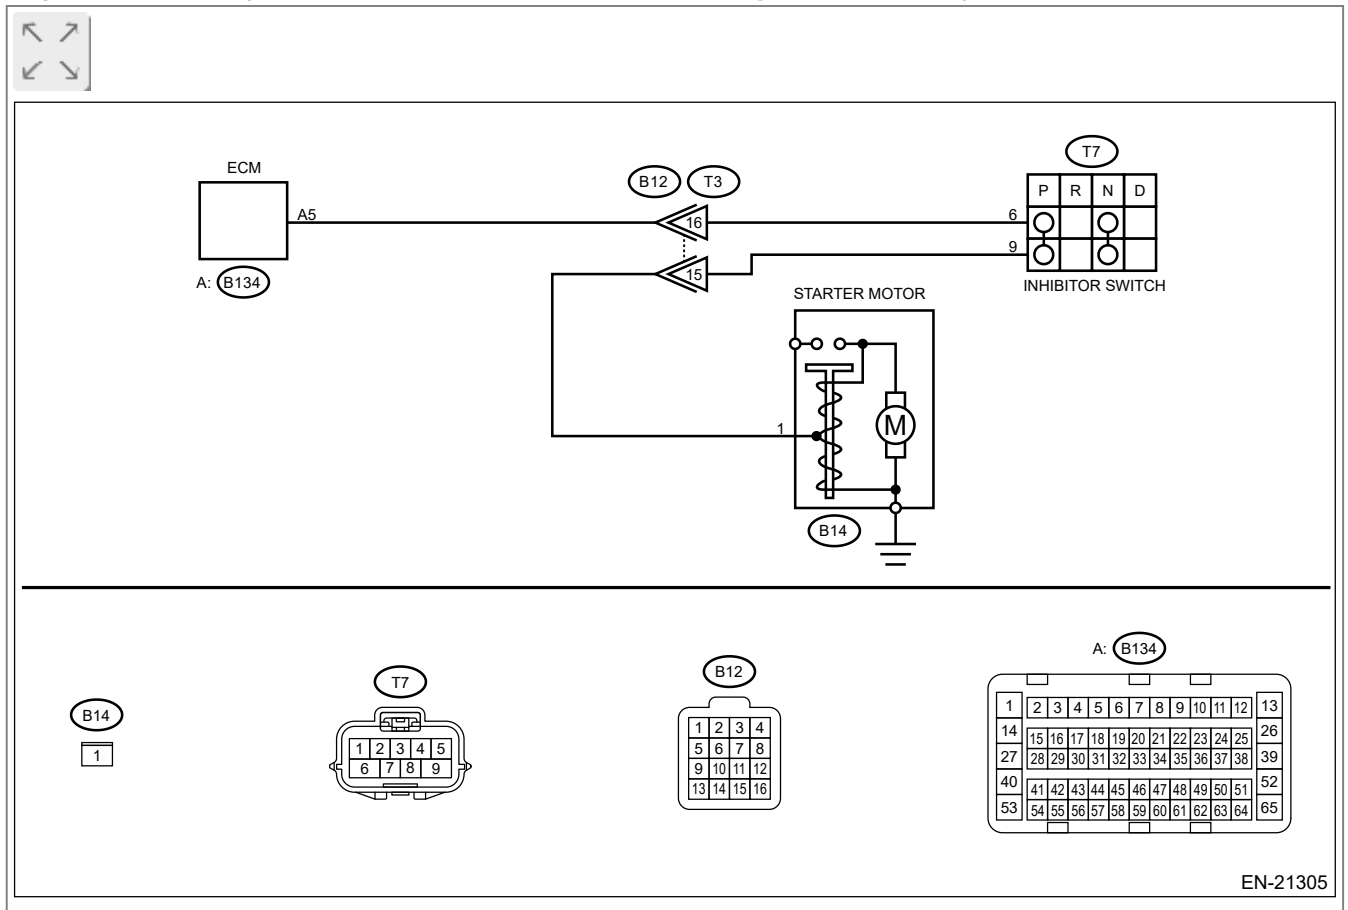 ECM
A5
A: B134
B12 T3
16
15
T7
P R N D
6
9
INHIBITOR SWITCH
STARTER MOTOR
1
M
B14
B14
1
T7
1 2 3 4 5
6 7 8 9
B12
1 2 3 4
5 6 7 8
9 10 11 12
13 14 15 16
A: B134
1 2 3 4 5 6 7 8 9 10 11 12 13
14 15 16 17 18 19 20 21 22 23 24 25 26
27 28 29 30 31 32 33 34 35 36 37 38 39
40 41 42 43 44 45 46 47 48 49 50 51 52
53 54 55 56 57 58 59 60 61 62 63 64 65
EN-21305